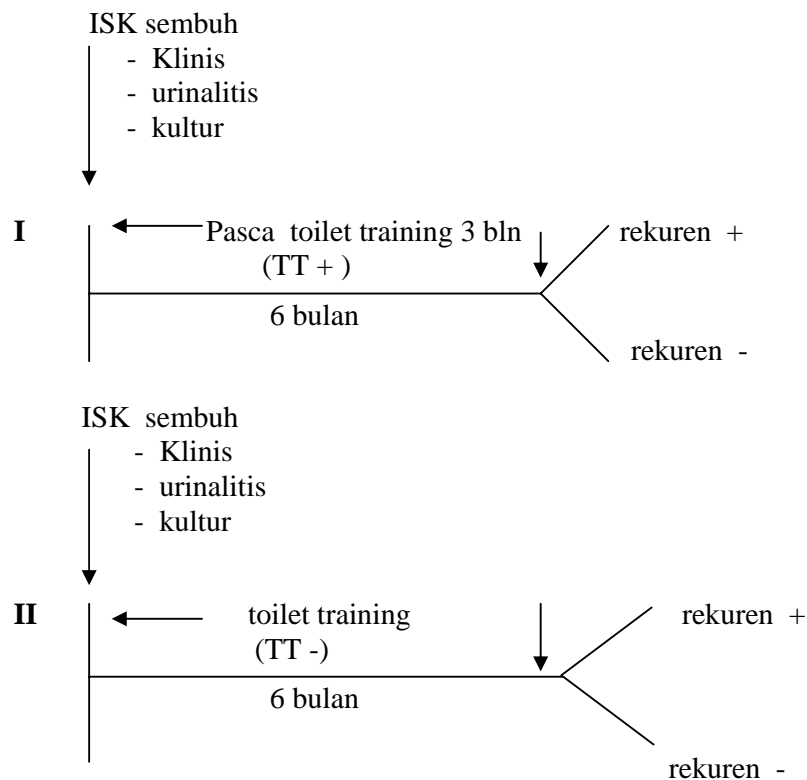 ISK sembuh
- Klinis
- urinalitis
- kultur
I
Pasca toilet training 3 bln
(TT + )
rekuren +
6 bulan
rekuren -
ISK sembuh
- Klinis
- urinalitis
- kultur
II
toilet training
(TT -)
rekuren +
6 bulan
rekuren -